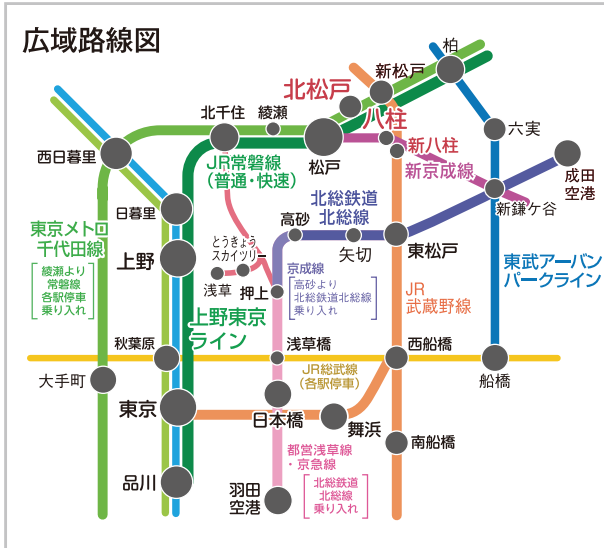 広域路線図
柏
新松戸
北松戸
八柱
北千住
綾瀬
六実
西日暮里
松戸
新八柱
新京成線
成田
空港
JR常磐線
(普通・快速)
北総鉄道
北総線
日暮里
新鎌ケ谷
高砂
東京メトロ
千代田線
綾瀬より
常磐線
各駅停車
乗り入れ
とうきょう
スカイツリー
矢切
東松戸
上野
浅草
押上
京成線
高砂より
北総鉄道北総線
乗り入れ
東武アーバン
パークライン
JR
武蔵野線
上野東京
ライン
秋葉原
浅草橋
西船橋
JR総武線
(各駅停車)
大手町
船橋
東京
日本橋
舞浜
南船橋
都営浅草線
・京急線
北総鉄道
北総線
乗り入れ
品川
羽田
空港